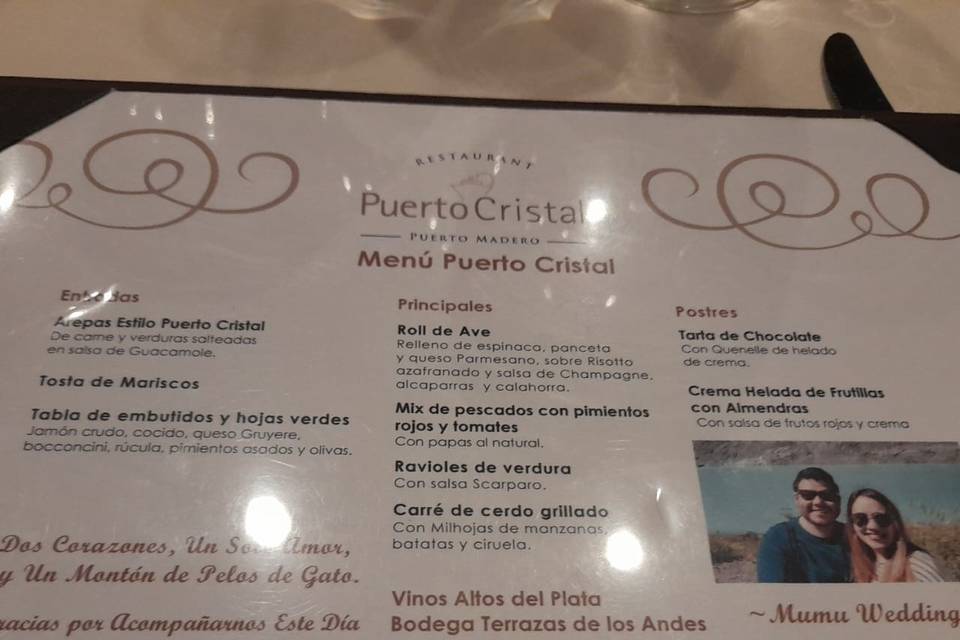 RESTAURANT
Puerto Cristal
PUERTO MADERO
Menú Puerto Cristal
Entradas
Arepas Estilo Puerto Cristal
De carne y verduras salteadas
en salsa de Guacamole.
Tosta de Mariscos
Tabla de embutidos y hojas verdes
Jamón crudo, cocido, queso Gruyere,
bocconcini, rúcula, pimientos asados y olivas.
Dos Corazones, Un Solo Amor,
y Un Montón de Pelos de Gato.
racias por Acompañarnos Este Día
Principales
Roll de Ave
Relleno de espinaca, panceta
y queso Parmesano, sobre Risotto
azafranado y salsa de Champagne,
alcaparras y calahorra.
Mix de pescados con pimientos
rojos y tomates
Con papas al natural.
Ravioles de verdura
Con salsa Scarparo.
Carré de cerdo grillado
Con Milhojas de manzanas,
batatas y ciruela.
Vinos Altos del Plata
Bodega Terrazas de los Andes
Postres
Tarta de Chocolate
Con Quenelle de helado
de crema.
Crema Helada de Frutillas
con Almendras
Con salsa de frutos rojos y crema
~Mumu Wedding